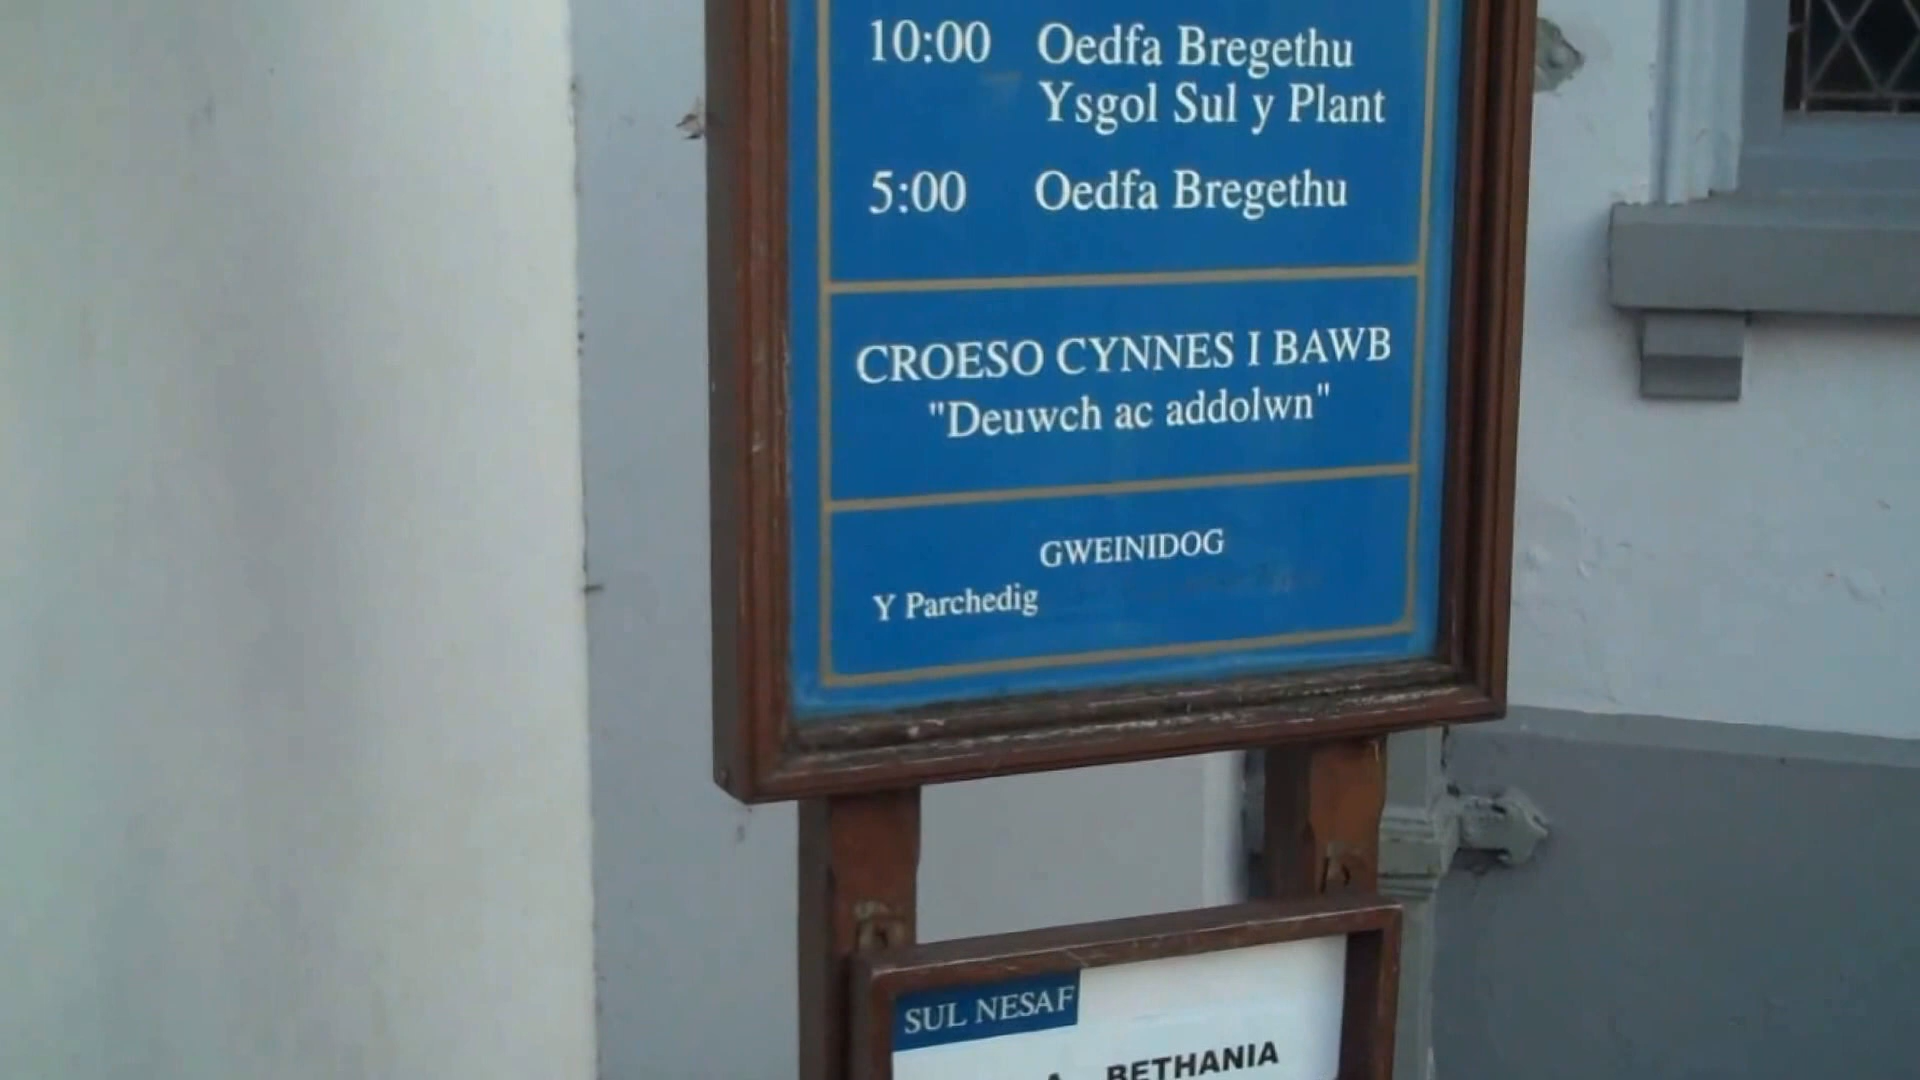 10:00 Oedfa Bregethu
Ysgol Sul y Plant
5:00 Oedfa Bregethu
CROESO CYNNES I BAWB
"Deuwch ac addolwn"
GWEINIDOG
Y Parchedig
SUL NESAF
BETHANIA